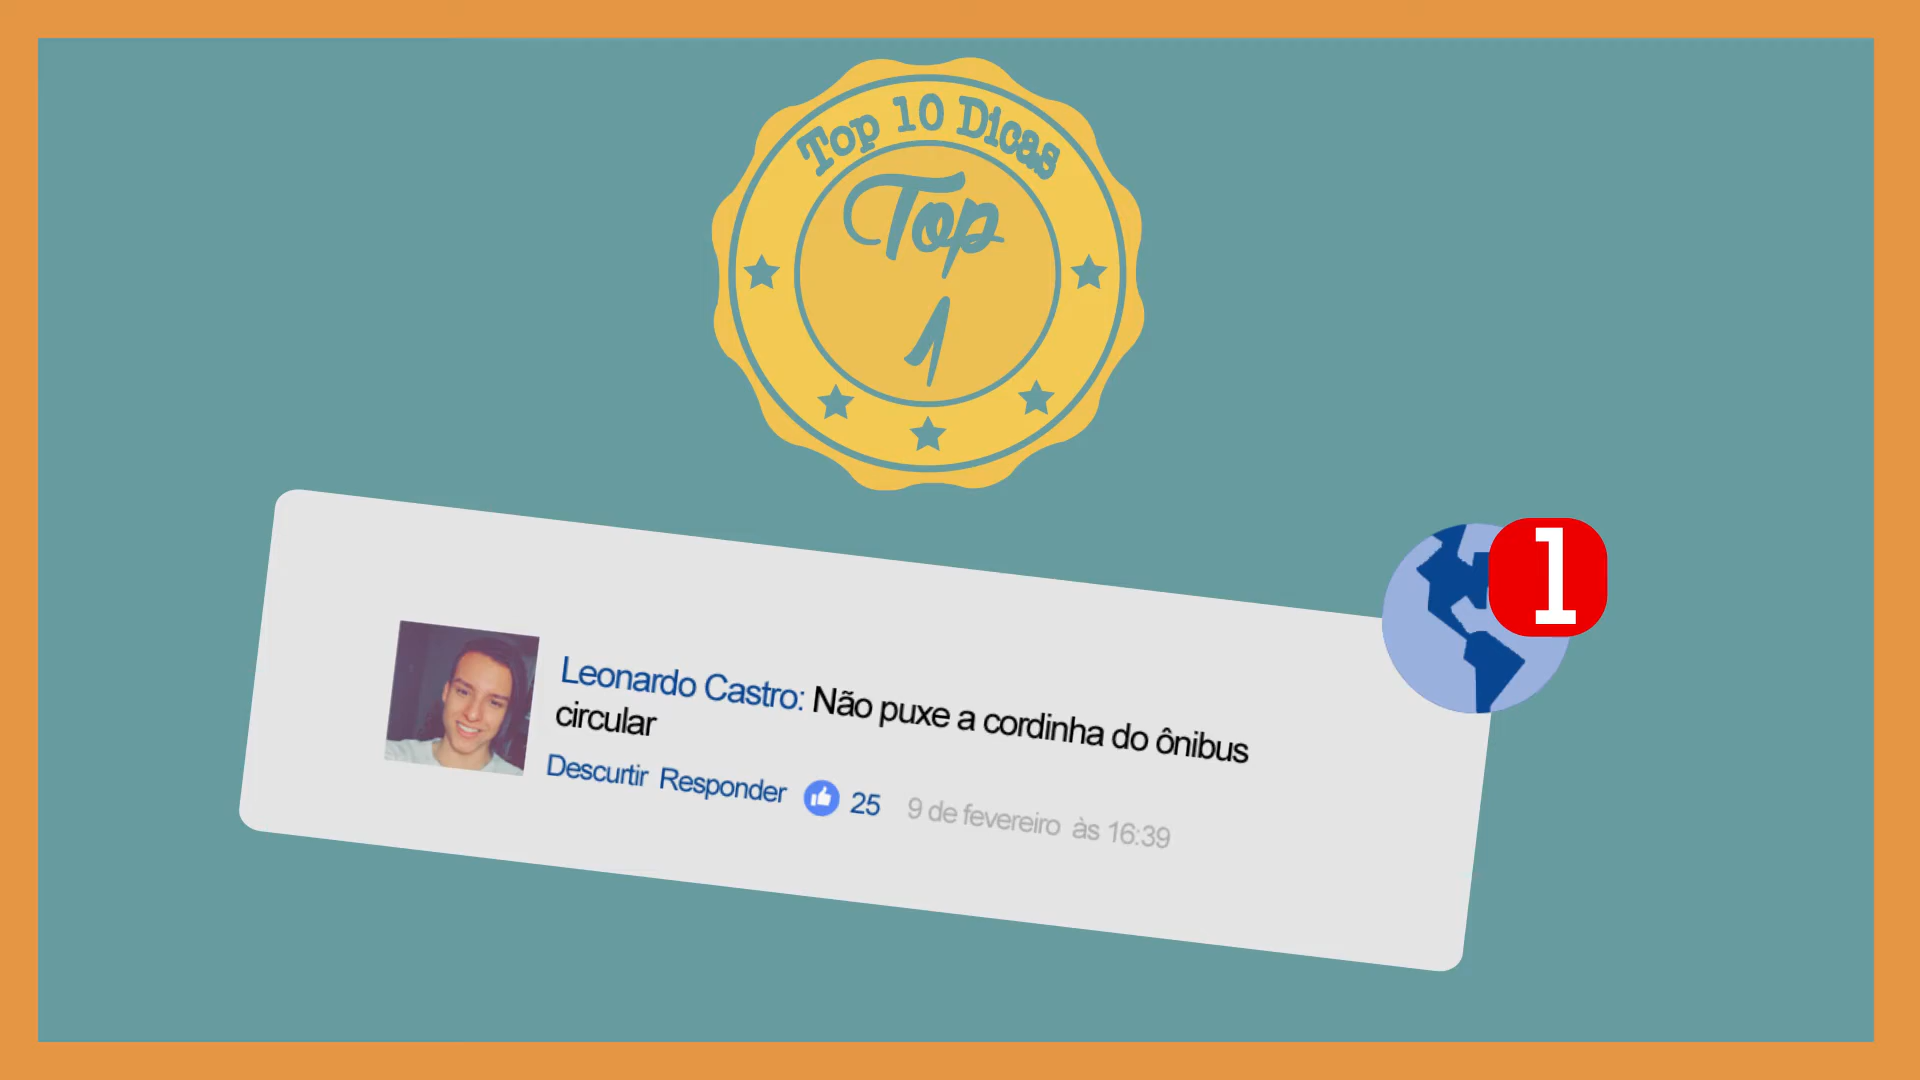 Top 10 Dicas
Top
1
1
Leonardo Castro: Não puxe a cordinha do ônibus
circular
Descurtir Responder 25 9 de fevereiro às 16:39